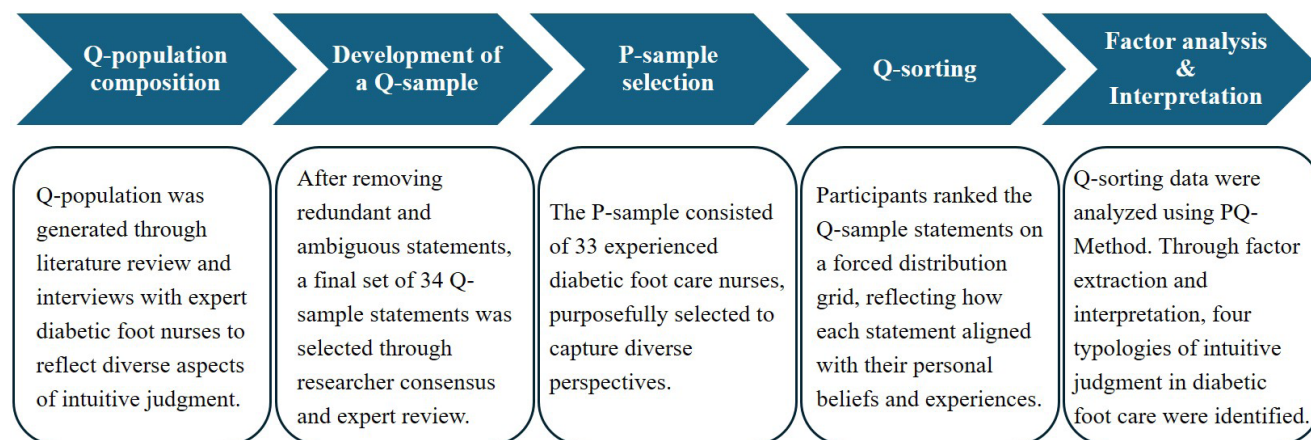 Q-population
composition
Development of
a Q-sample
P-sample
selection
Q-sorting
Factor analysis
&
Interpretation
Q-population was
generated through
literature review and
interviews with expert
diabetic foot nurses to
reflect diverse aspects
of intuitive judgment.
After removing
redundant and
ambiguous statements,
a final set of 34 Q-
sample statements was
selected through
researcher consensus
and expert review.
The P-sample consisted
of 33 experienced
diabetic foot care nurses,
purposefully selected to
capture diverse
perspectives.
Participants ranked the
Q-sample statements on
a forced distribution
grid, reflecting how
each statement aligned
with their personal
beliefs and experiences.
Q-sorting data were
analyzed using PQ-
Method. Through factor
extraction and
interpretation, four
typologies of intuitive
judgment in diabetic
foot care were identified.